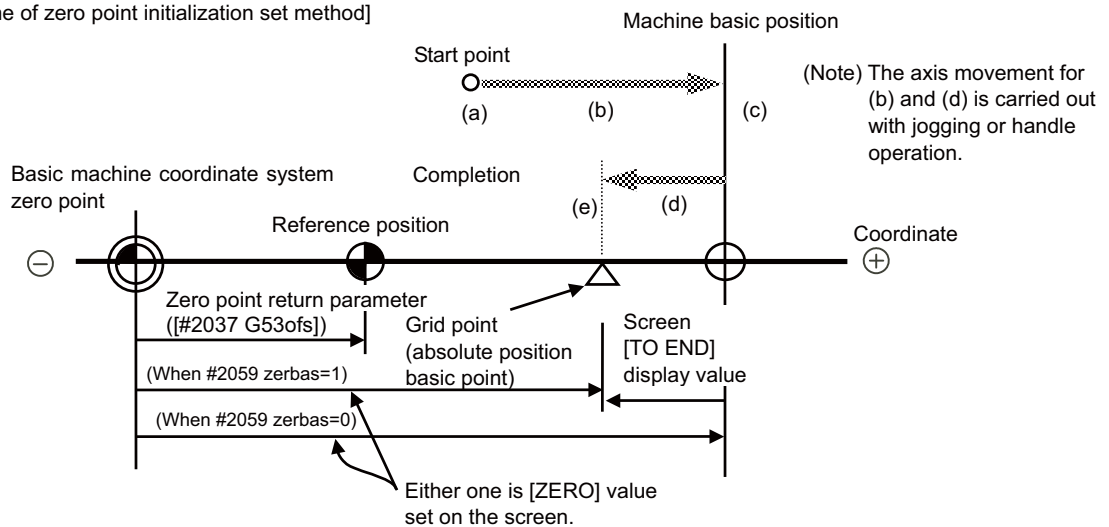 ne of zero point initialization set method]
Machine basic position
Start point
(a)
(b)
(c)
(Note) The axis movement for
(b) and (d) is carried out
with jogging or handle
operation.
Basic machine coordinate system
zero point
Completion
(e)
(d)
Reference position
Coordinate
−
+
Zero point return parameter
([#2037 G53ofs])
Grid point
(absolute position
basic point)
Screen
[TO END]
display value
(When #2059 zerbas=1)
(When #2059 zerbas=0)
Either one is [ZERO] value
set on the screen.